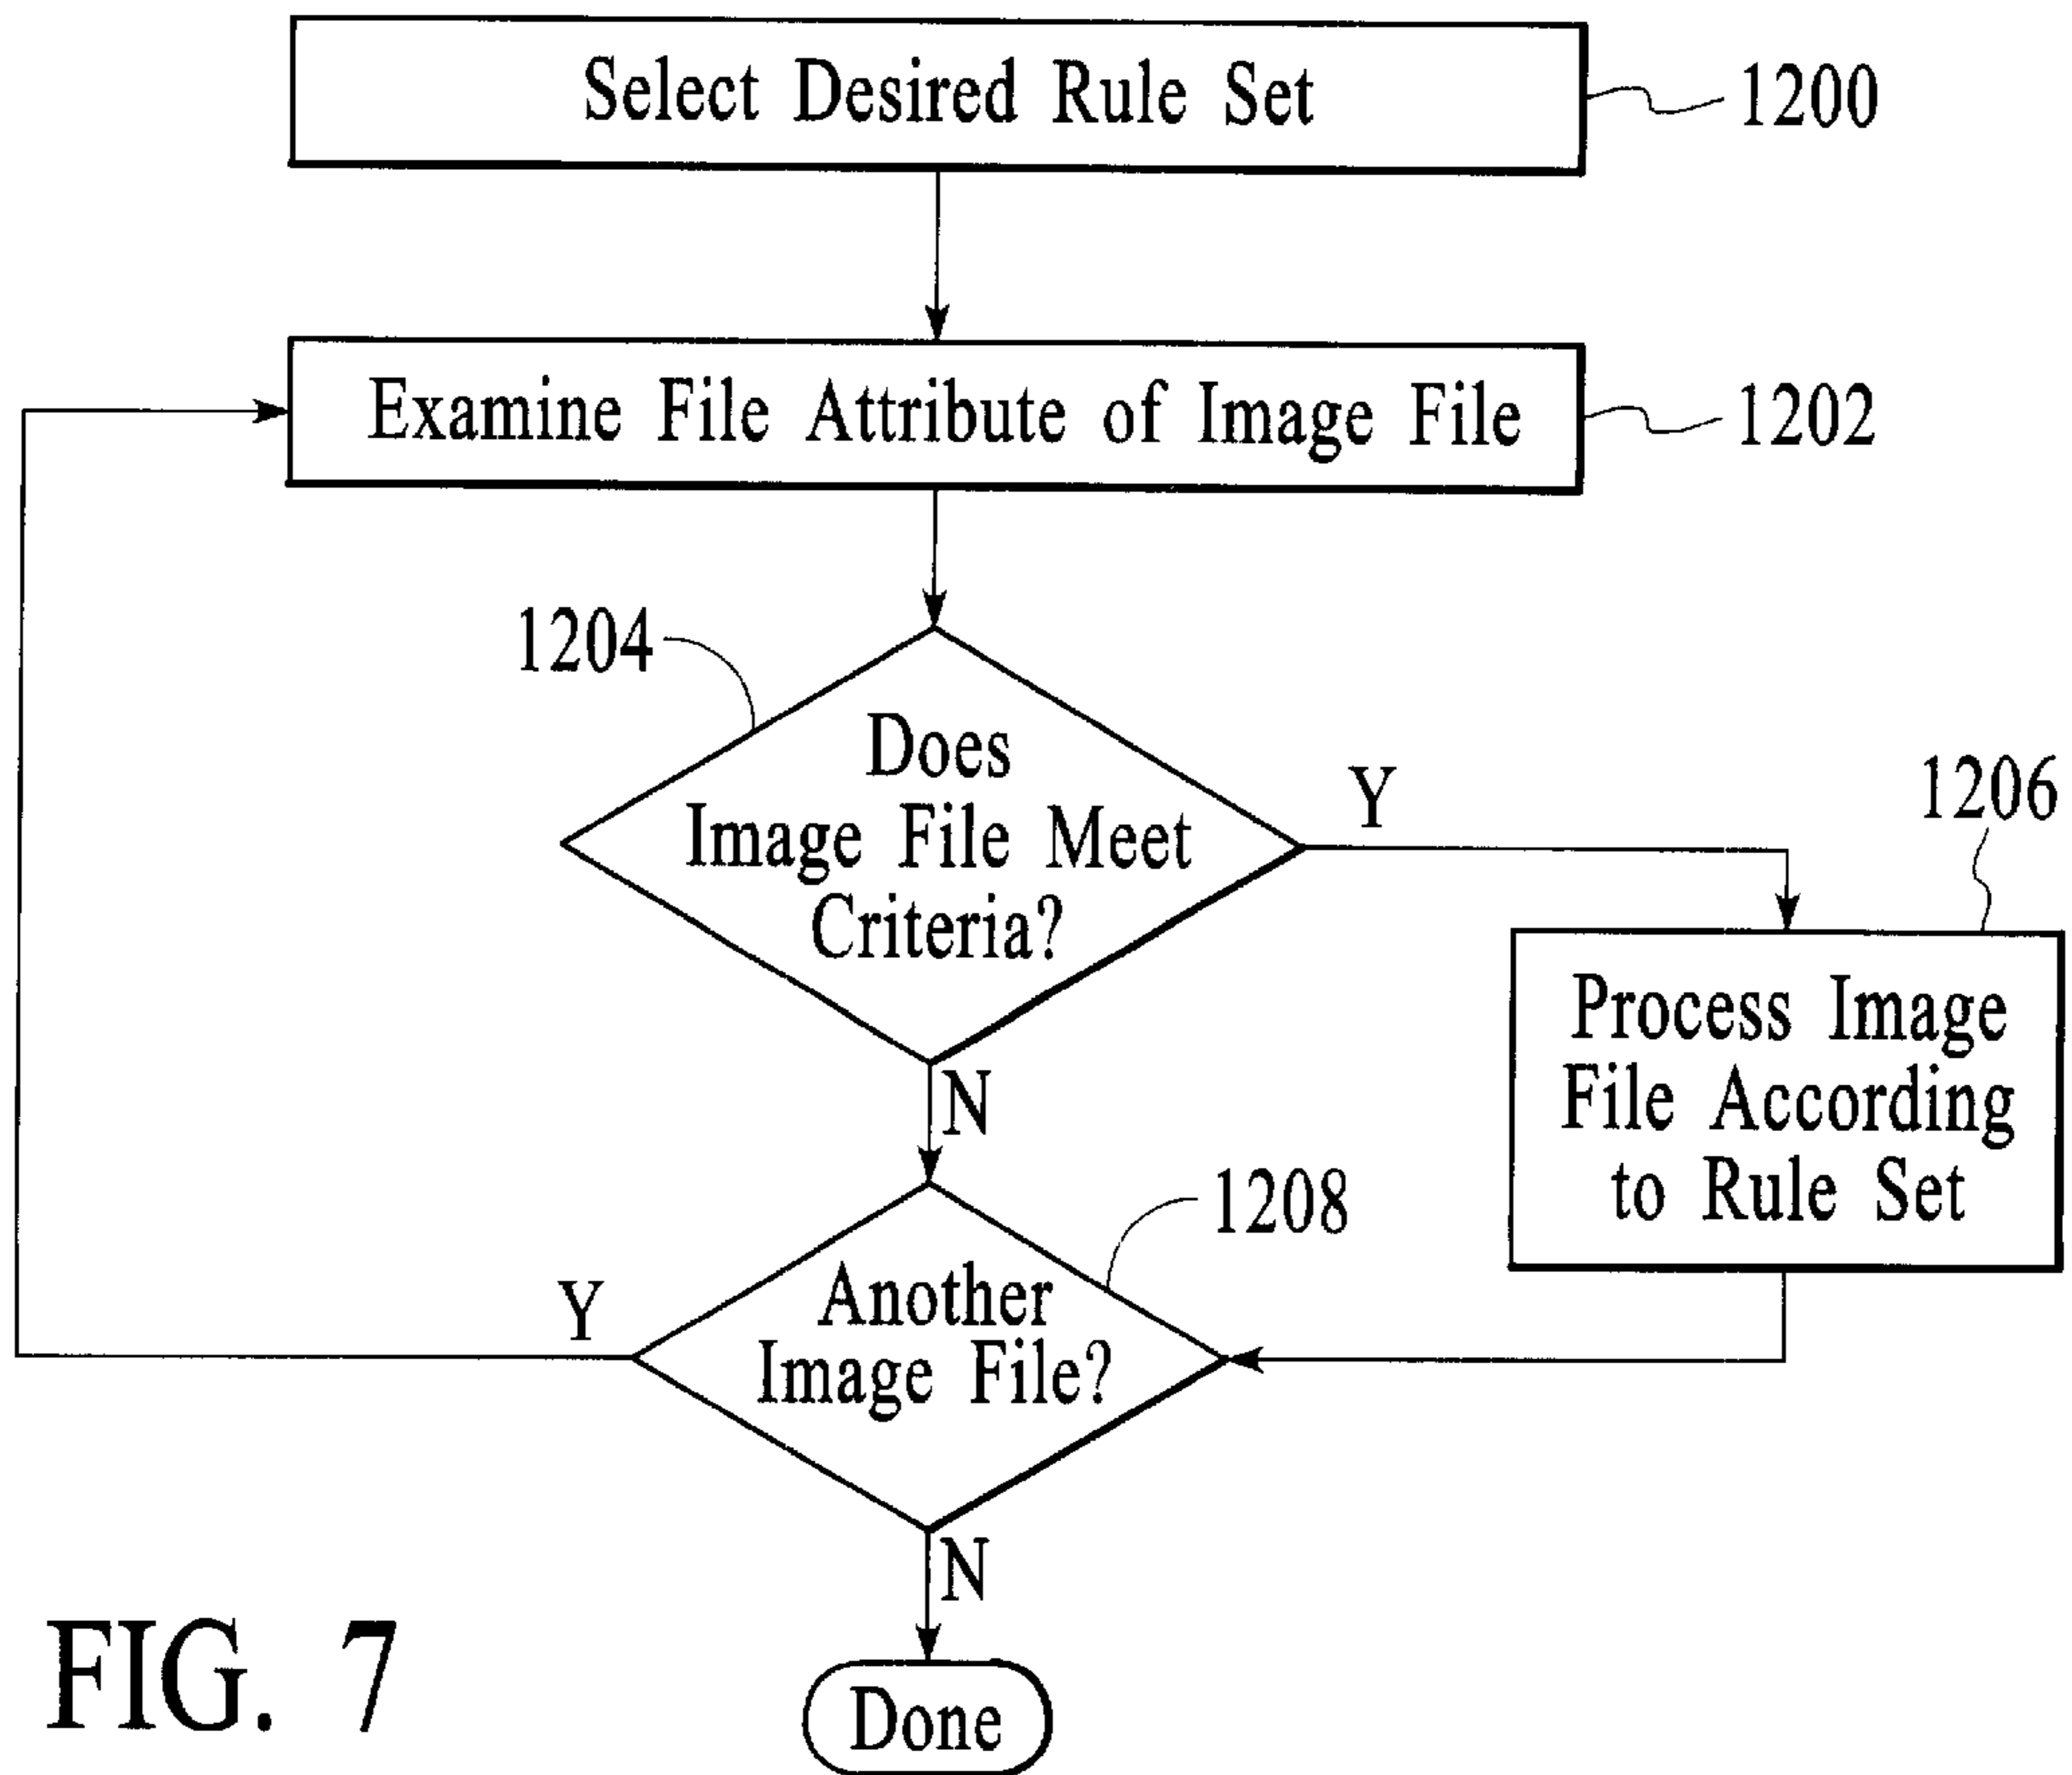 Select Desired Rule Set
1200
Examine File Attribute of Image File
1202
1204
Does
Image File Meet
Criteria?
Y
1206
Process Image
File According
to Rule Set
N
1208
Another
Image File?
Y
N
Done
FIG. 7